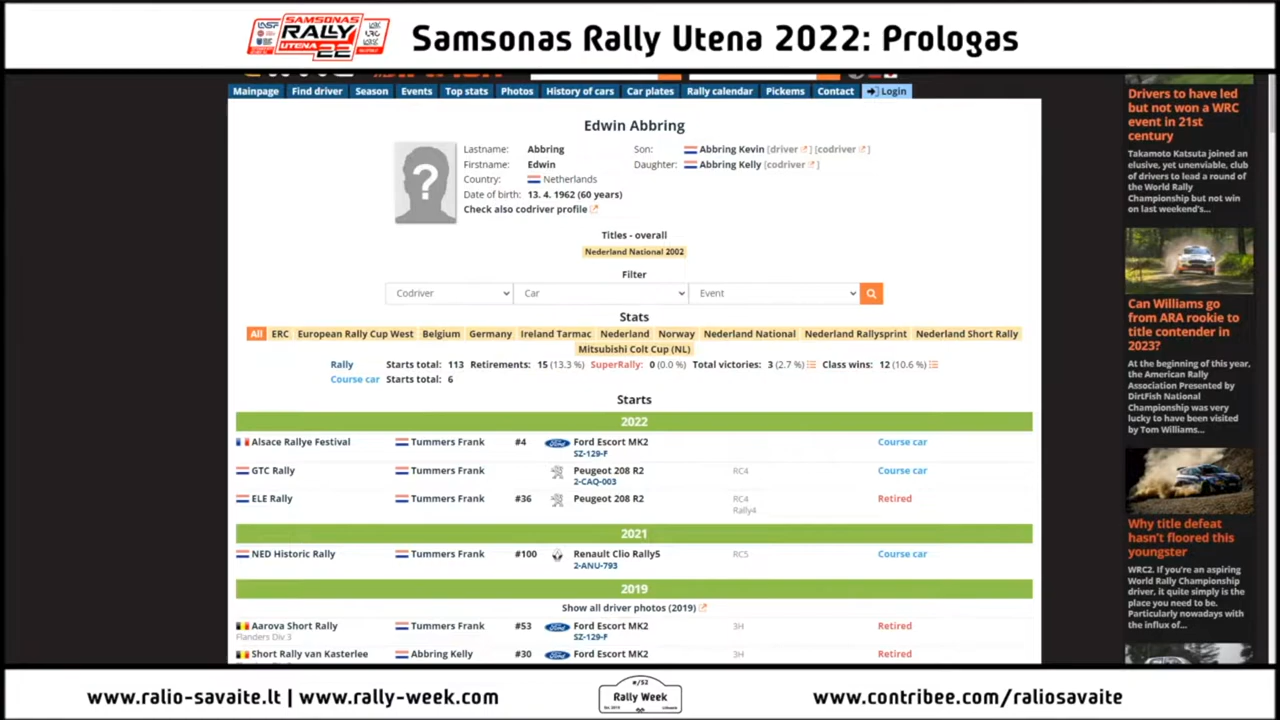 SAMSONAS
RALLY
UTENA 22
LASF
Samsonas Rally Utena 2022: Prologas
Mainpage Find driver Season Events Top stats Photos History of cars Car plates Rally calendar Pickems Contact Login
Edwin Abbring
Lastname: Abbring Son: Abbring Kevin [driver] [codriver]
Firstname: Edwin Daughter: Abbring Kelly [codriver]
Country: Netherlands
Date of birth: 13. 4. 1962 (60 years)
Check also codriver profile
Titles - overall
Nederland National 2002
Filter
Codriver Car Event
Stats
All ERC European Rally Cup West Belgium Germany Ireland Tarmac Nederland Norway Nederland National Nederland Rallysprint Nederland Short Rally
Mitsubishi Colt Cup (NL)
Rally Starts total: 113 Retirements: 15 (13.3 %) SuperRally: 0 (0.0 %) Total victories: 3 (2.7 %) Class wins: 12 (10.6 %)
Course car Starts total: 6
Starts
2022
Alsace Rallye Festival Tummers Frank #4 Ford Escort MK2 Course car
SZ-129-F
GTC Rally Tummers Frank Peugeot 208 R2 RC4 Course car
2-CAQ-003
ELE Rally Tummers Frank #36 Peugeot 208 R2 RC4 Retired
Rally4
2021
NED Historic Rally Tummers Frank #100 Renault Clio Rally5 RC5 Course car
2-ANU-793
2019
Show all driver photos (2019)
Aarova Short Rally Tummers Frank #53 Ford Escort MK2 3H Retired
Flanders Div 3 SZ-129-F
Short Rally van Kasterlee Abbring Kelly #30 Ford Escort MK2 3H Retired
Drivers to have led
but not won a WRC
event in 21st
century
Takamoto Katsuta joined an
elusive, yet unenviable, club
of drivers to lead a round of
the World Rally
Championship but not win
on last weekend's...
Can Williams go
from ARA rookie to
title contender in
2023?
At the beginning of this year,
the American Rally
Association Presented by
DirtFish National
Championship was very
lucky to have been visited
by Tom Williams...
Why title defeat
hasn't floored this
youngster
WRC2. If you're an aspiring
World Rally Championship
driver, it quite simply is the
place you need to be.
Particularly nowadays with
the influx of...
www.ralio-savaite.lt | www.rally-week.com
#/52
Rally Week
www.contribee.com/raliosavaite